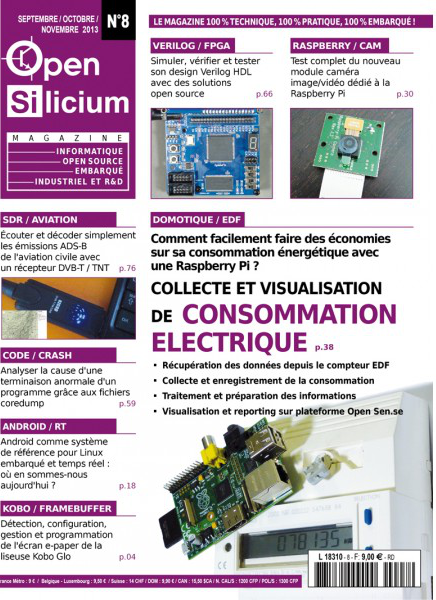 SEPTEMBRE / OCTOBRE /
NOVEMBRE 2013
N°8
LE MAGAZINE 100 % TECHNIQUE, 100 % PRATIQUE, 100 % EMBARQUÉ !
Open
Silicium
MAGAZINE
INFORMATIQUE
OPEN SOURCE
EMBARQUÉ
INDUSTRIEL ET R&D
VERILOG / FPGA
Simuler, vérifier et tester
son design Verilog HDL
avec des solutions
open source p.66
RASPBERRY / CAM
Test complet du nouveau
module caméra
image/vidéo dédié à la
Raspberry Pi p.30
SDR / AVIATION
Écouter et décoder simplement
les émissions ADS-B
de l'aviation civile avec
un récepteur DVB-T / TNT p.76
DOMOTIQUE / EDF
Comment facilement faire des économies
sur sa consommation énergétique avec
une Raspberry Pi ?
COLLECTE ET VISUALISATION
DE CONSOMMATION
ELECTRIQUE p.38
▪ Récupération des données depuis le compteur EDF
▪ Collecte et enregistrement de la consommation
▪ Traitement et préparation des informations
▪ Visualisation et reporting sur plateforme Open Sen.se
CODE / CRASH
Analyser la cause d'une
terminaison anormale d'un
programme grâce aux fichiers
coredump p.59
ANDROID / RT
Android comme système
de référence pour Linux
embarqué et temps réel :
où en sommes-nous
aujourd'hui ? p.18
KOBO / FRAMEBUFFER
Détection, configuration,
gestion et programmation
de l'écran e-paper de la
liseuse Kobo Glo p.04
078135
L 18310 - 8 - F: 9,00 € - RD
France Métro : 9 € / Belgique - Luxembourg : 9,50 € / Suisse : 14 CHF / DOM : 9,90 € / CAN : 15,50 $CA / N. CAL/S : 1200 CFP / POL/S : 1300 CFP